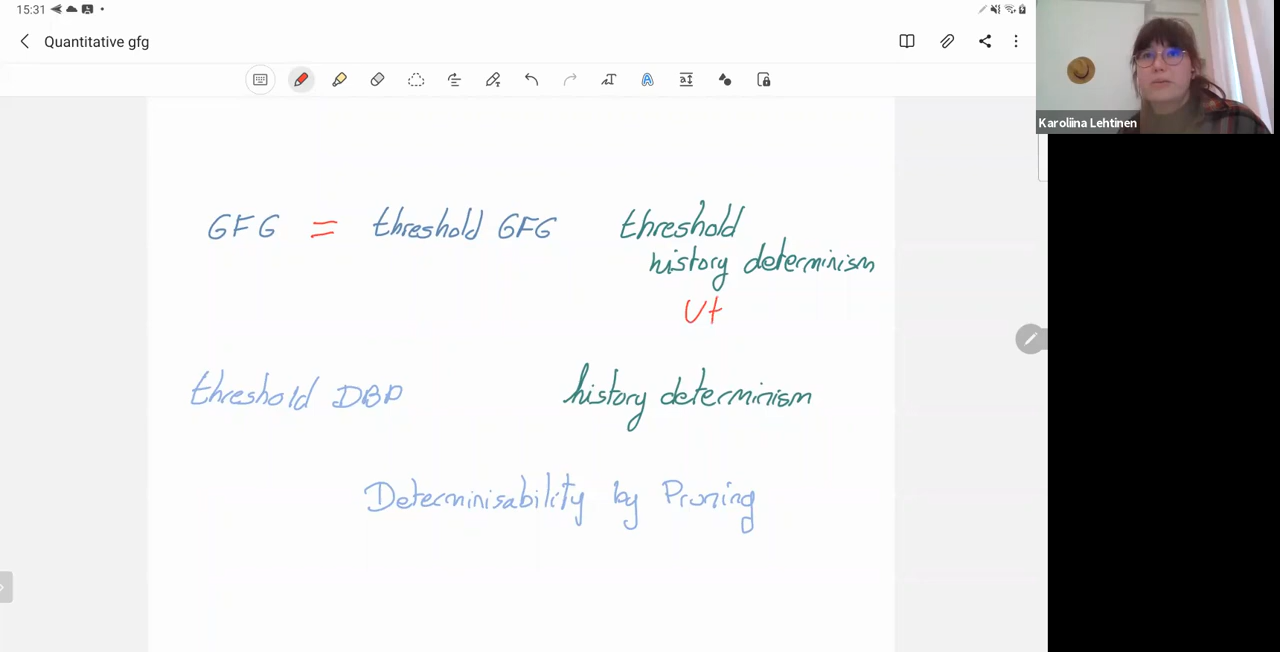 15:31
Quantitative gfg
Karoliina Lehtinen
GFG = threshold GFG threshold
history determinism
U+
threshold DBP history determinism
Determinisability by Pruning